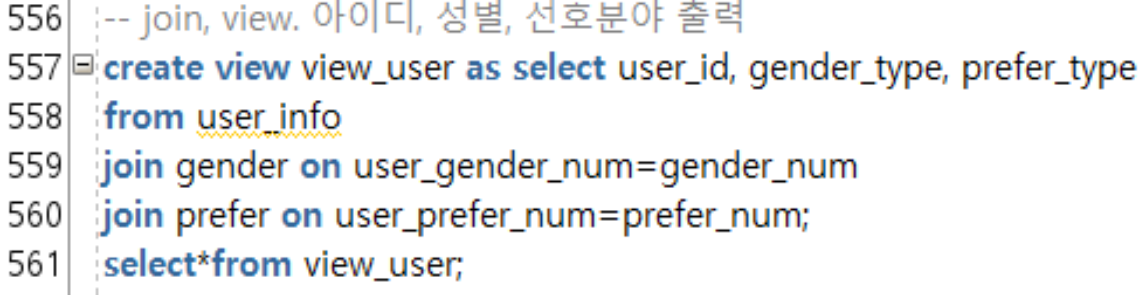 556 -- join, view. 아이디, 성별, 선호분야 출력
557 create view view_user as select user_id, gender_type, prefer_type
558 from user_info
559 join gender on user_gender_num=gender_num
560 join prefer on user_prefer_num=prefer_num;
561 select*from view_user;